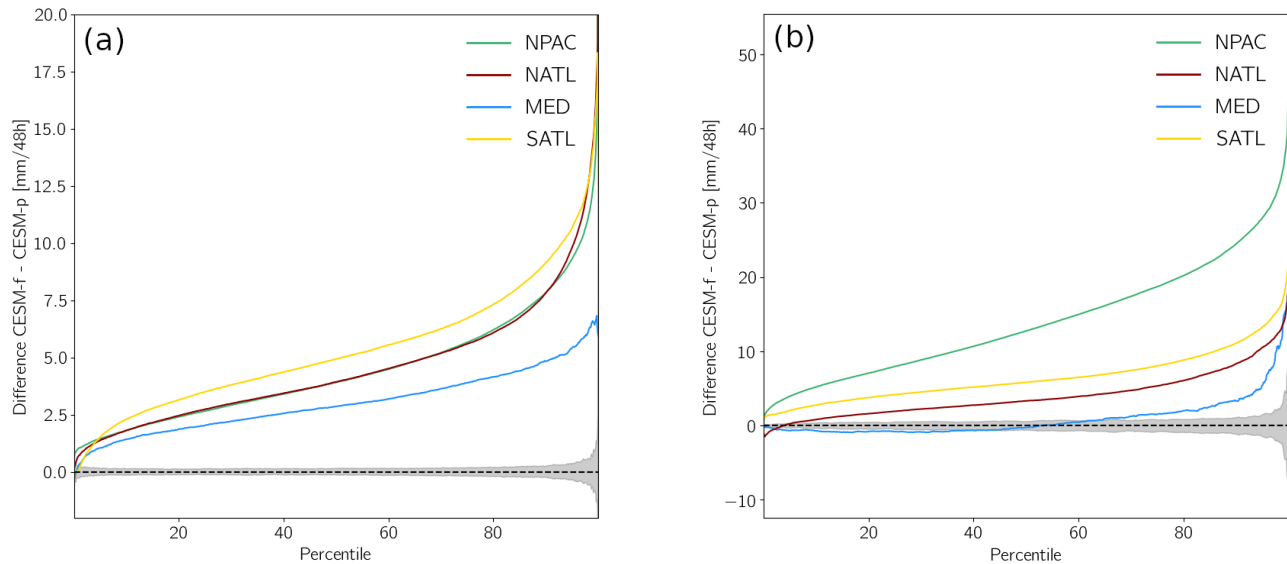 (a)
NPAC
NATL
MED
SATL
20.0
17.5
15.0
12.5
10.0
7.5
5.0
2.5
0.0
Difference CESM-f - CESM-p [mm/48h]
20
40
60
80
Percentile
(b)
NPAC
NATL
MED
SATL
50
40
30
20
10
0
−10
Difference CESM-f - CESM-p [mm/48h]
20
40
60
80
Percentile